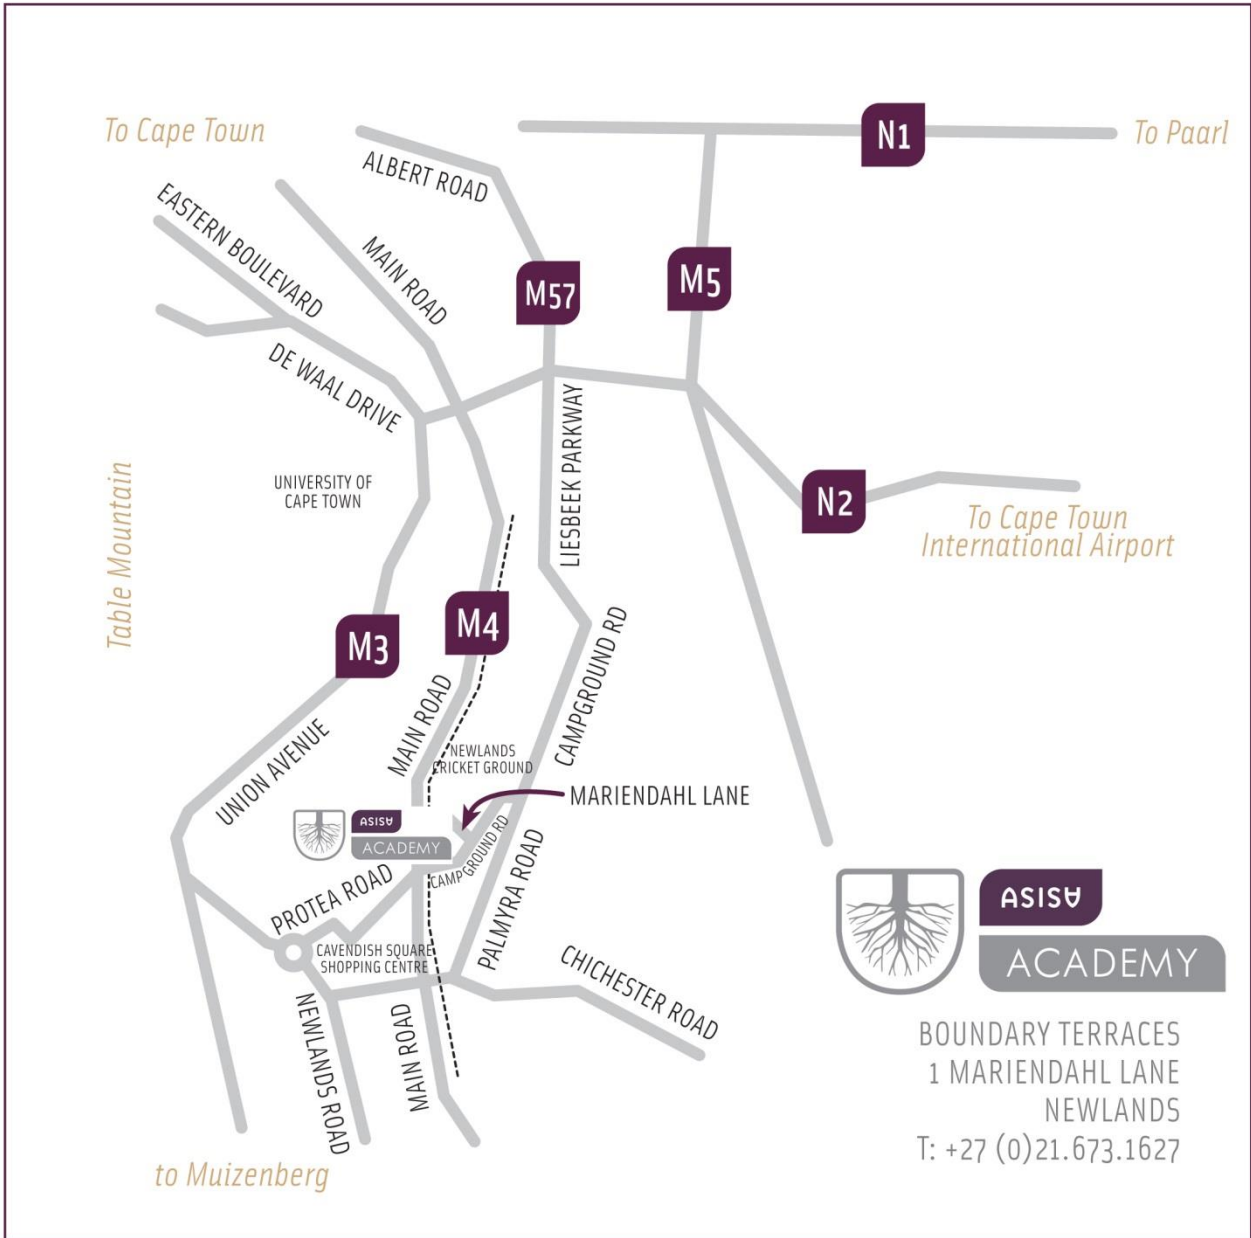 To Cape Town
ALBERT ROAD
N1
To Paarl
EASTERN BOULEVARD
MAIN ROAD
M57
M5
DE WAAL DRIVE
LIESBEEK PARKWAY
Table Mountain
UNIVERSITY OF
CAPE TOWN
N2
To Cape Town
International Airport
M3
M4
CAMPGROUND RD
UNION AVENUE
MAIN ROAD
NEWLANDS
CRICKET GROUND
MARIENDAHL LANE
ASISA
ACADEMY
CAMPGROUND RD
PROTEA ROAD
PALMYRA ROAD
CAVENDISH SQUARE
SHOPPING CENTRE
CHICHESTER ROAD
NEWLANDS ROAD
MAIN ROAD
to Muizenberg
ASISA
ACADEMY
BOUNDARY TERRACES
1 MARIENDAHL LANE
NEWLANDS
T: +27 (0)21.673.1627